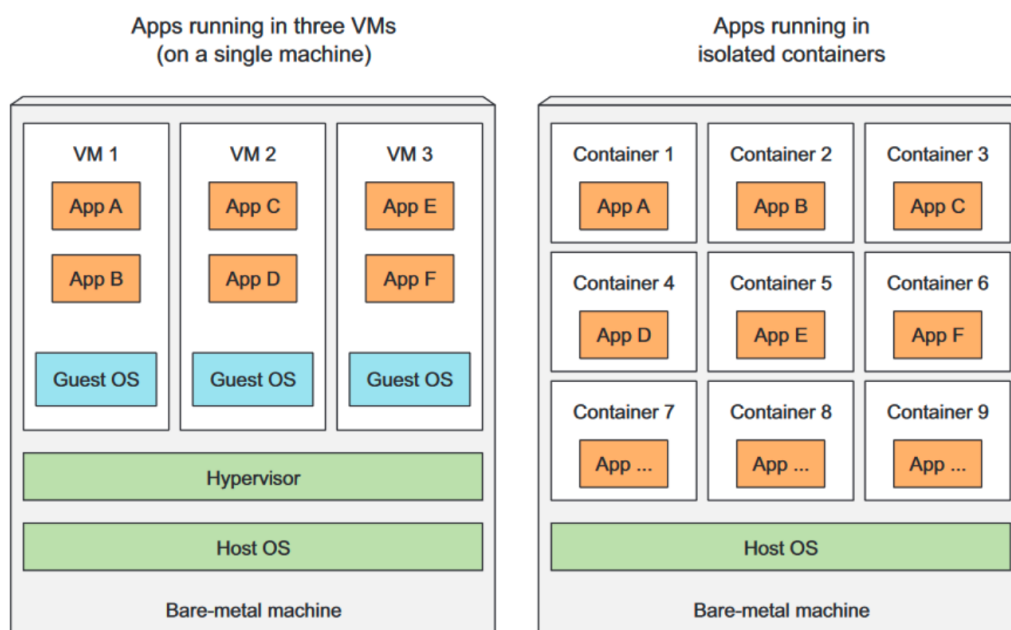 Apps running in three VMs
(on a single machine)
VM 1
VM 2
VM 3
App A
App C
App E
App B
App D
App F
Guest OS
Guest OS
Guest OS
Hypervisor
Host OS
Bare-metal machine
Apps running in
isolated containers
Container 1
Container 2
Container 3
App A
App B
App C
Container 4
Container 5
Container 6
App D
App E
App F
Container 7
Container 8
Container 9
App ...
App ...
App ...
Host OS
Bare-metal machine